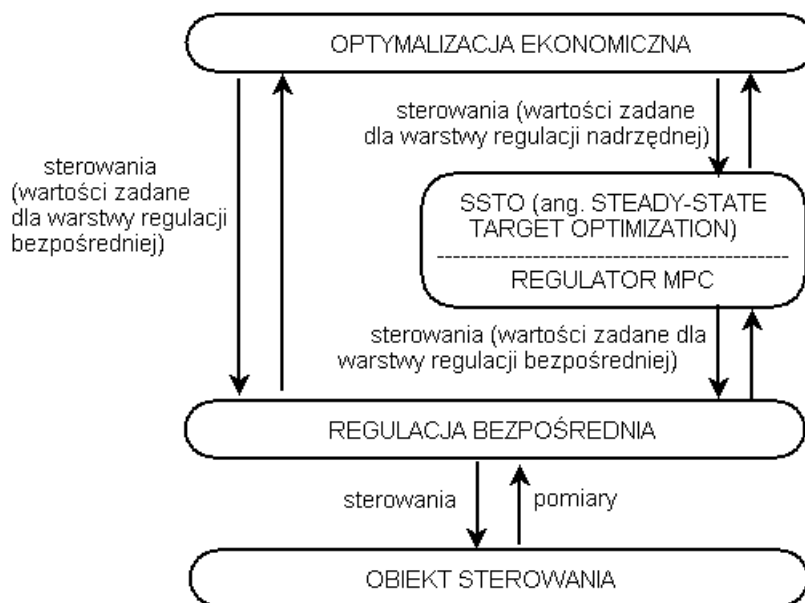 OPTYMALIZACJA EKONOMICZNA
sterowania (wartości zadane
dla warstwy regulacji nadrzędnej)
sterowania
(wartości zadane
dla warstwy regulacji
bezpośredniej)
SSTO (ang. STEADY-STATE
TARGET OPTIMIZATION)
REGULATOR MPC
sterowania (wartości zadane dla
warstwy regulacji bezpośredniej)
REGULACJA BEZPOŚREDNIA
sterowania
pomiary
OBIEKT STEROWANIA